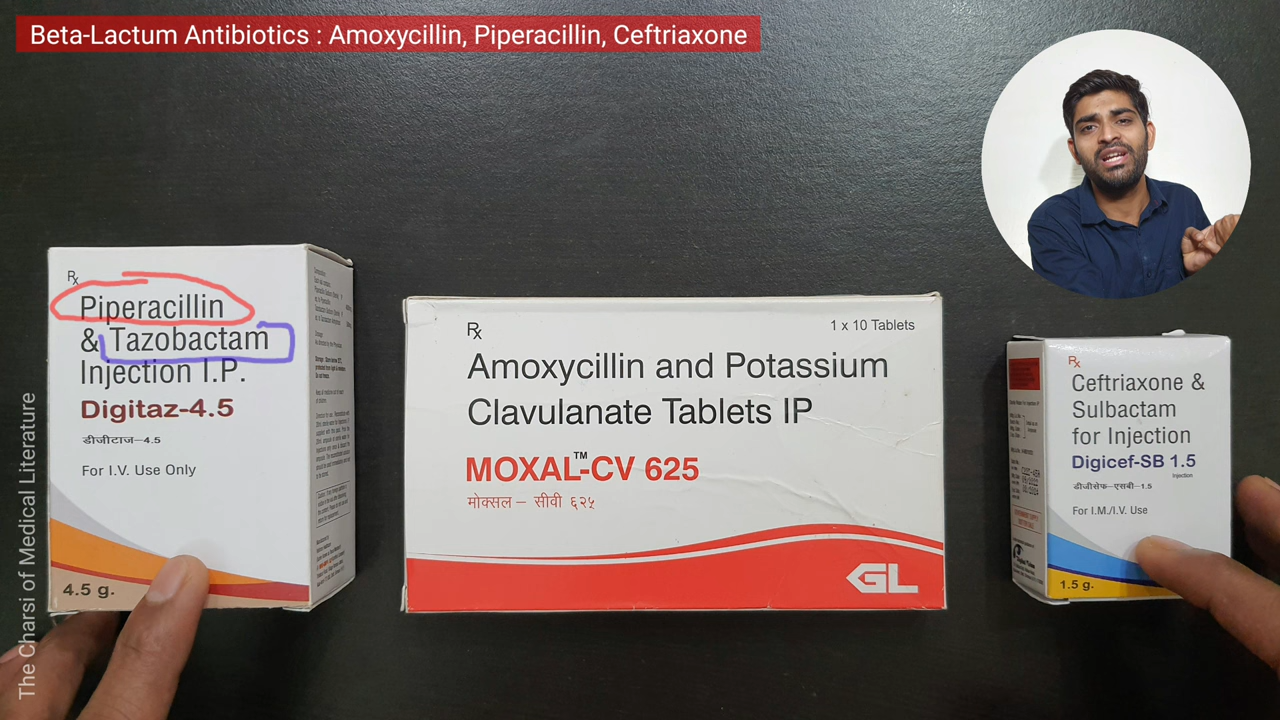 Beta-Lactum Antibiotics : Amoxycillin, Piperacillin, Ceftriaxone
Rx
Piperacillin
& Tazobactam
Injection I.P.
Digitaz-4.5
डीजीटाज–4.5
For I.V. Use Only
4.5 g.
Rx
1 x 10 Tablets
Amoxycillin and Potassium
Clavulanate Tablets IP
MOXAL-CV 625
TM
मोक्सल – सीवी ६२५
GL
Rx
Ceftriaxone &
Sulbactam
for Injection
Digicef-SB 1.5
Injection
डीजीसेफ–एसबी–1.5
For I.M./I.V. Use
1.5 g.
The Charsi of Medical Literature